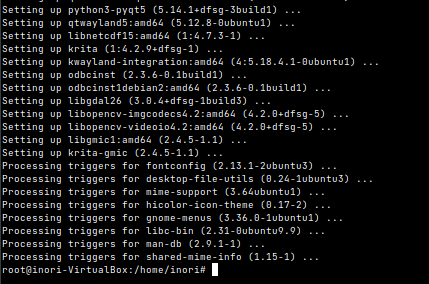 Setting up python3-pyqt5 (5.14.1+dfsg-3build1) ...
Setting up qtwayland5:amd64 (5.12.8-0ubuntu1) ...
Setting up libnetcdf15:amd64 (1:4.7.3-1) ...
Setting up krita (1:4.2.9+dfsg-1) ...
Setting up kwayland-integration:amd64 (4:5.18.4.1-0ubuntu1) ...
Setting up odbcinst (2.3.6-0.1build1) ...
Setting up odbcinst1debian2:amd64 (2.3.6-0.1build1) ...
Setting up libgdal26 (3.0.4+dfsg-1build3) ...
Setting up libopencv-imgcodecs4.2:amd64 (4.2.0+dfsg-5) ...
Setting up libopencv-videoio4.2:amd64 (4.2.0+dfsg-5) ...
Setting up libgmic1:amd64 (2.4.5-1.1) ...
Setting up krita-gmic (2.4.5-1.1) ...
Processing triggers for fontconfig (2.13.1-2ubuntu3) ...
Processing triggers for desktop-file-utils (0.24-1ubuntu3) ...
Processing triggers for mime-support (3.64ubuntu1) ...
Processing triggers for hicolor-icon-theme (0.17-2) ...
Processing triggers for gnome-menus (3.36.0-1ubuntu1) ...
Processing triggers for libc-bin (2.31-0ubuntu9.9) ...
Processing triggers for man-db (2.9.1-1) ...
Processing triggers for shared-mime-info (1.15-1) ...
root@inori-VirtualBox:/home/inori#